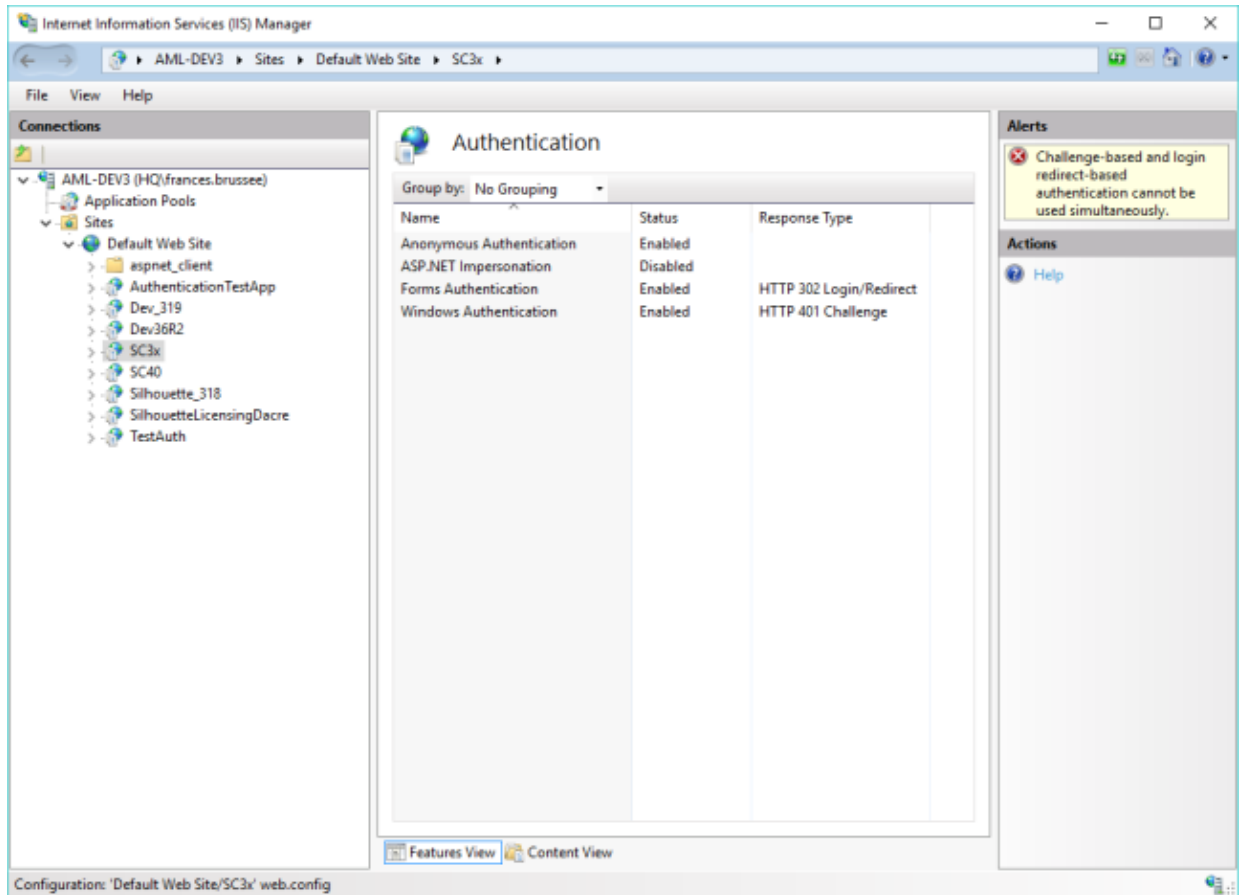 Internet Information Services (IIS) Manager
AML-DEV3 Sites Default Web Site SC3x
File View Help
Connections
AML-DEV3 (HQ\frances.brussee)
Application Pools
Sites
Default Web Site
aspnet_client
AuthenticationTestApp
Dev_319
Dev36R2
SC3x
SC40
Silhouette_318
SilhouetteLicensingDacre
TestAuth
Authentication
Group by: No Grouping
Name Status Response Type
Anonymous Authentication Enabled
ASP.NET Impersonation Disabled
Forms Authentication Enabled HTTP 302 Login/Redirect
Windows Authentication Enabled HTTP 401 Challenge
Features View Content View
Alerts
Challenge-based and login
redirect-based
authentication cannot be
used simultaneously.
Actions
Help
Configuration: 'Default Web Site/SC3x' web.config